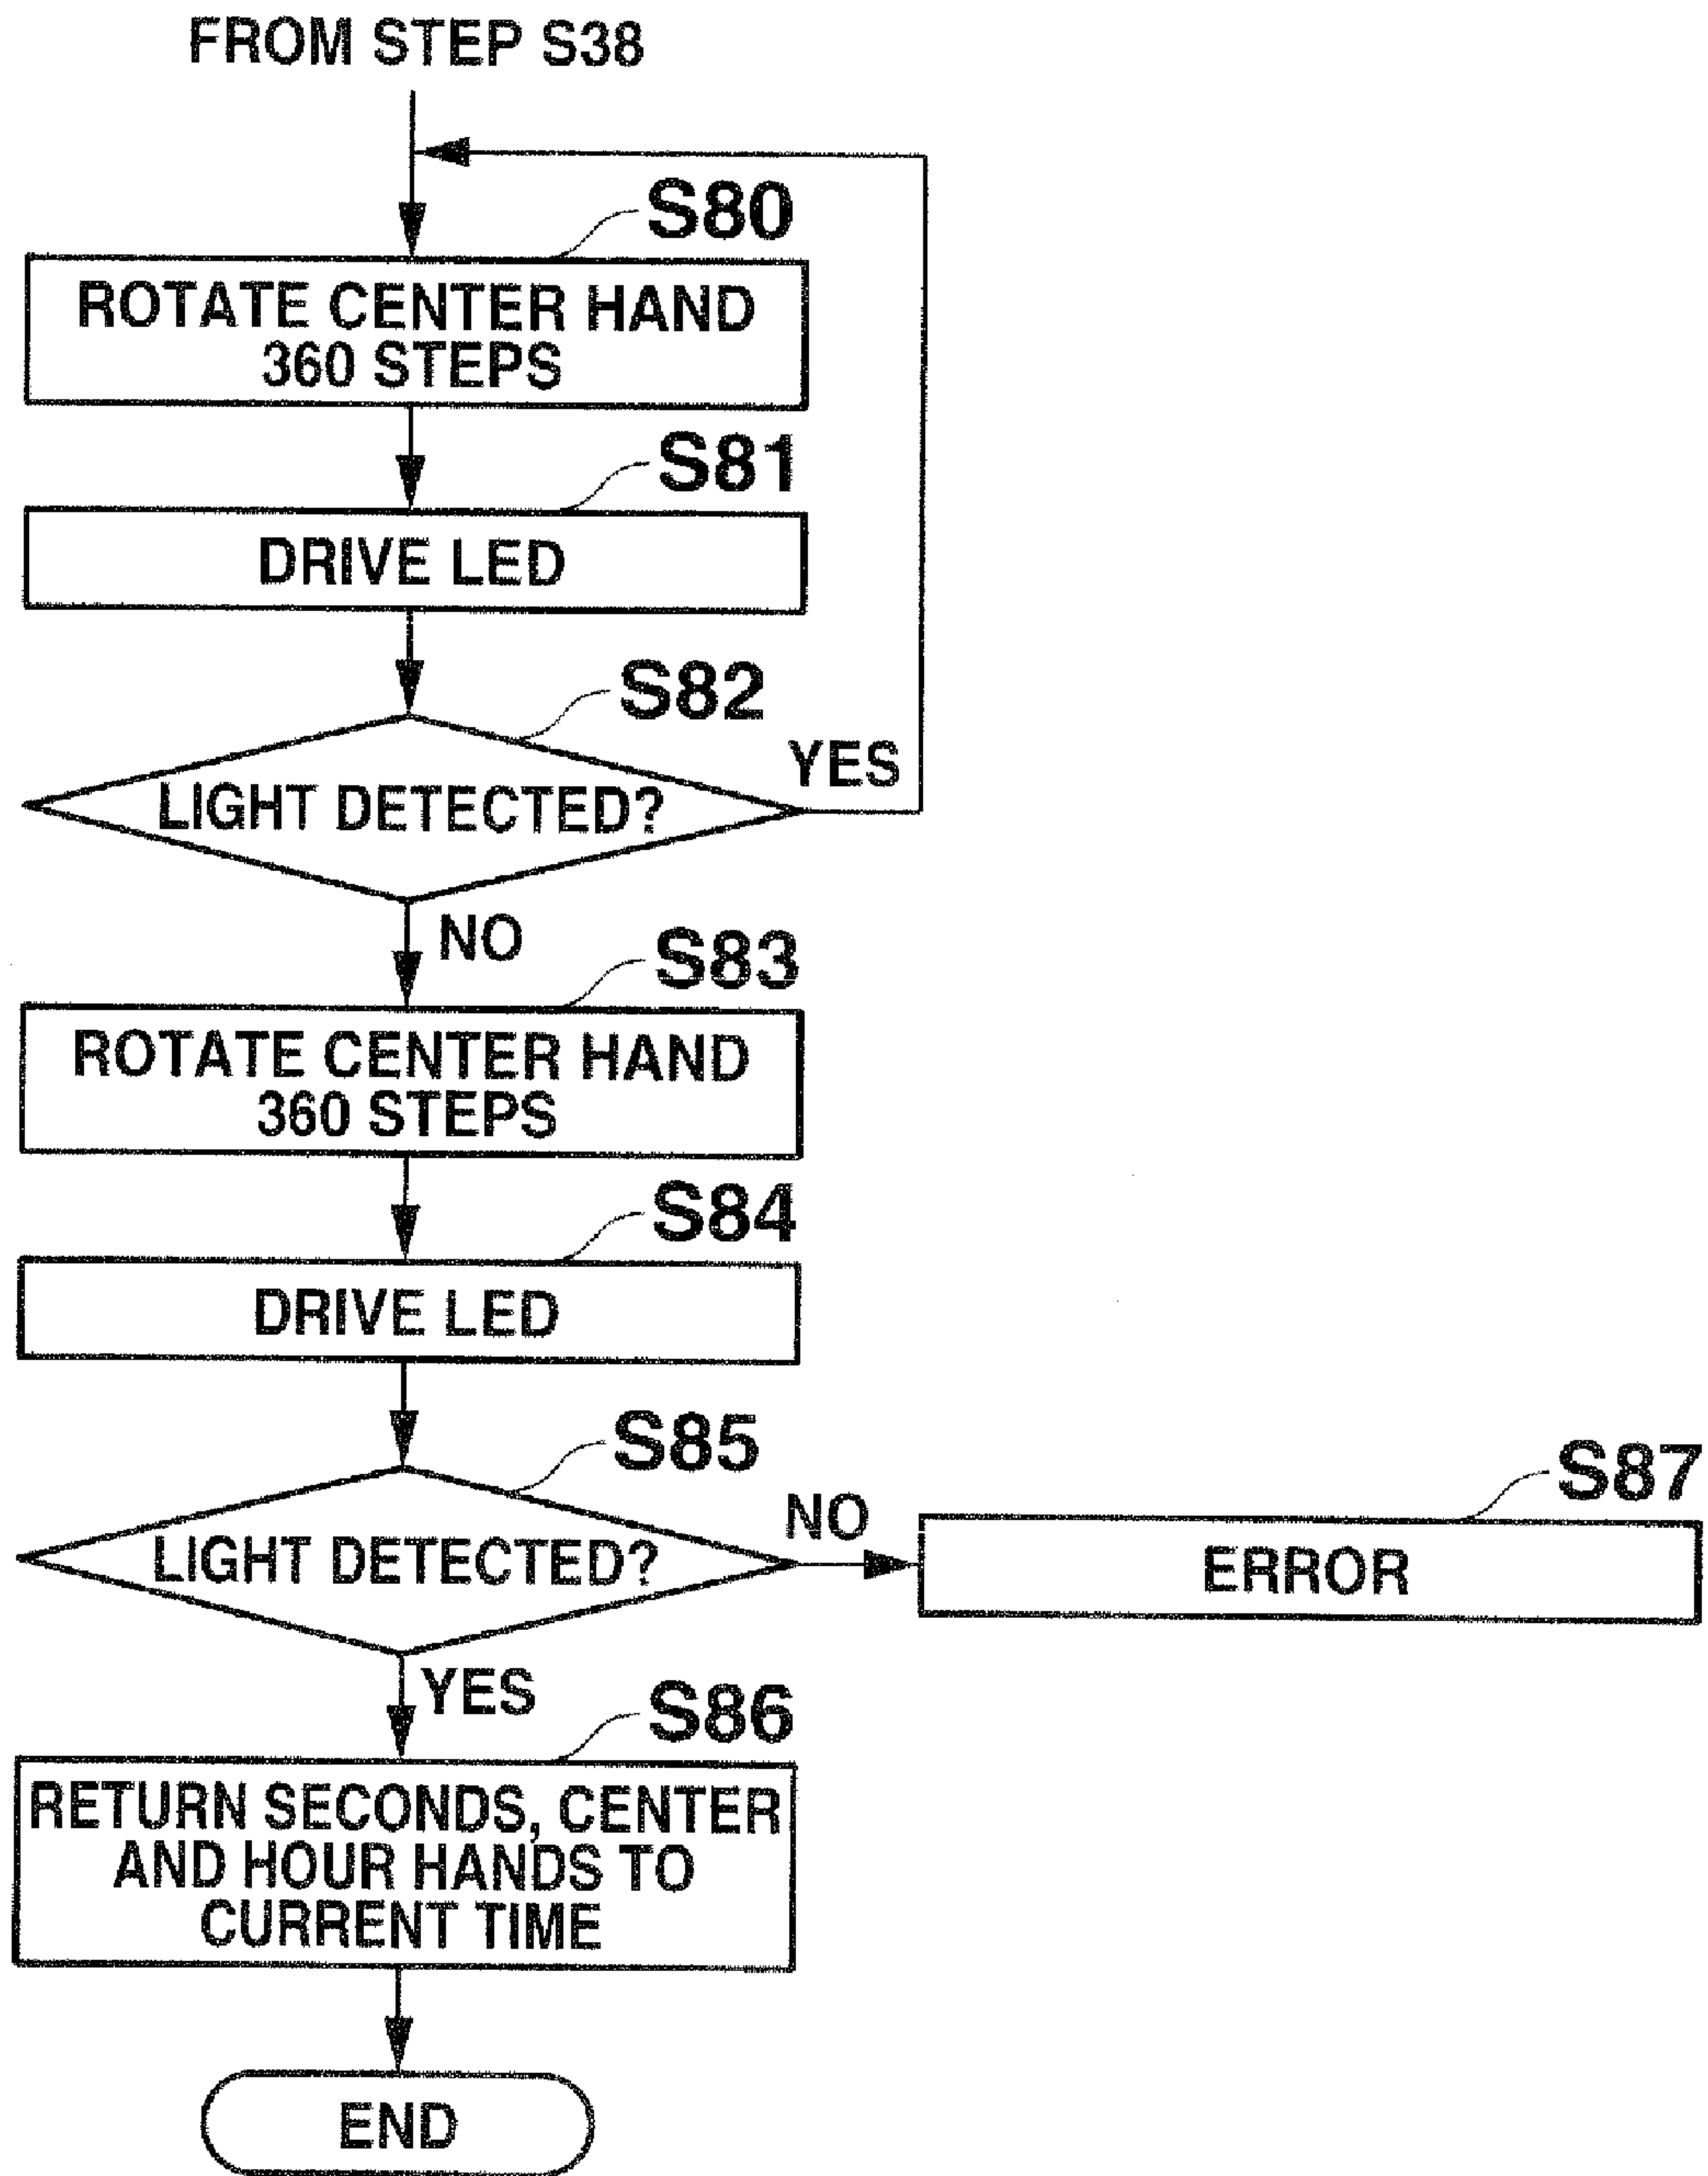 FROM STEP S38
S80
ROTATE CENTER HAND
360 STEPS
S81
DRIVE LED
S82
LIGHT DETECTED?
YES
NO
S83
ROTATE CENTER HAND
360 STEPS
S84
DRIVE LED
S85
LIGHT DETECTED?
NO
S87
ERROR
YES
S86
RETURN SECONDS, CENTER
AND HOUR HANDS TO
CURRENT TIME
END